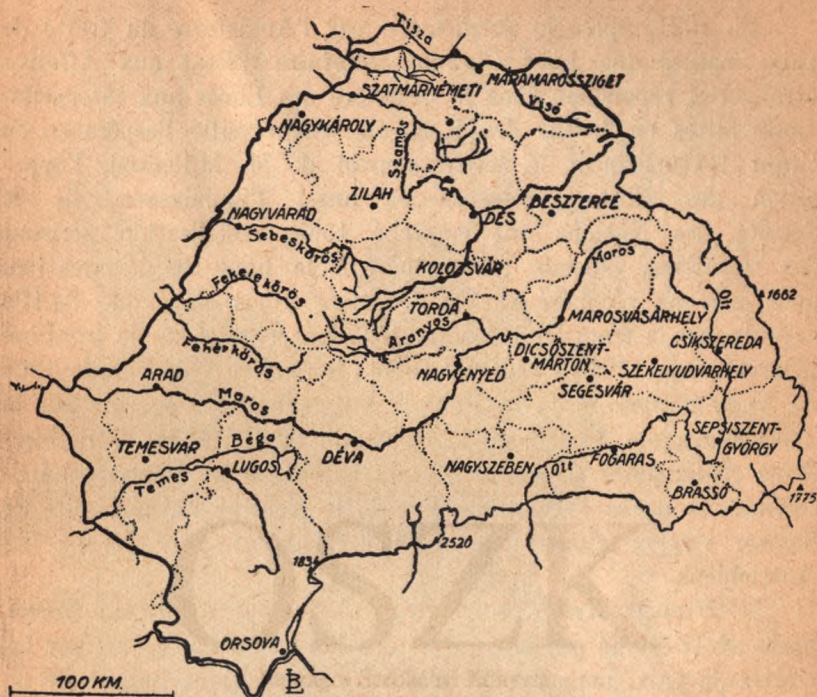 Tisza
MÁRAMAROSSZIGET
SZATMÁRNÉMETI
Visó
NAGYKÁROLY
Szamos
ZILAH
DÉS
BESZTERCE
NAGYVÁRAD
Sebeskörös
KOLOZSVÁR
Maros
Feketekörös
Olt
1662
TORDA
MAROSVÁSÁRHELY
Aranyos
CSÍKSZEREDA
Fehérkörös
DICSŐSZENT-
MÁRTON
SZÉKELYUDVARHELY
NAGYENYED
SEGESVÁR
ARAD
Maros
SEPSISZENT-
GYÖRGY
Béga
TEMESVÁR
DÉVA
LUGOS
NAGYSZEBEN
Olt
FOGARAS
Temes
BRASSÓ
1775
2520
1834
OSZK
ORSOVA
B
100 KM.